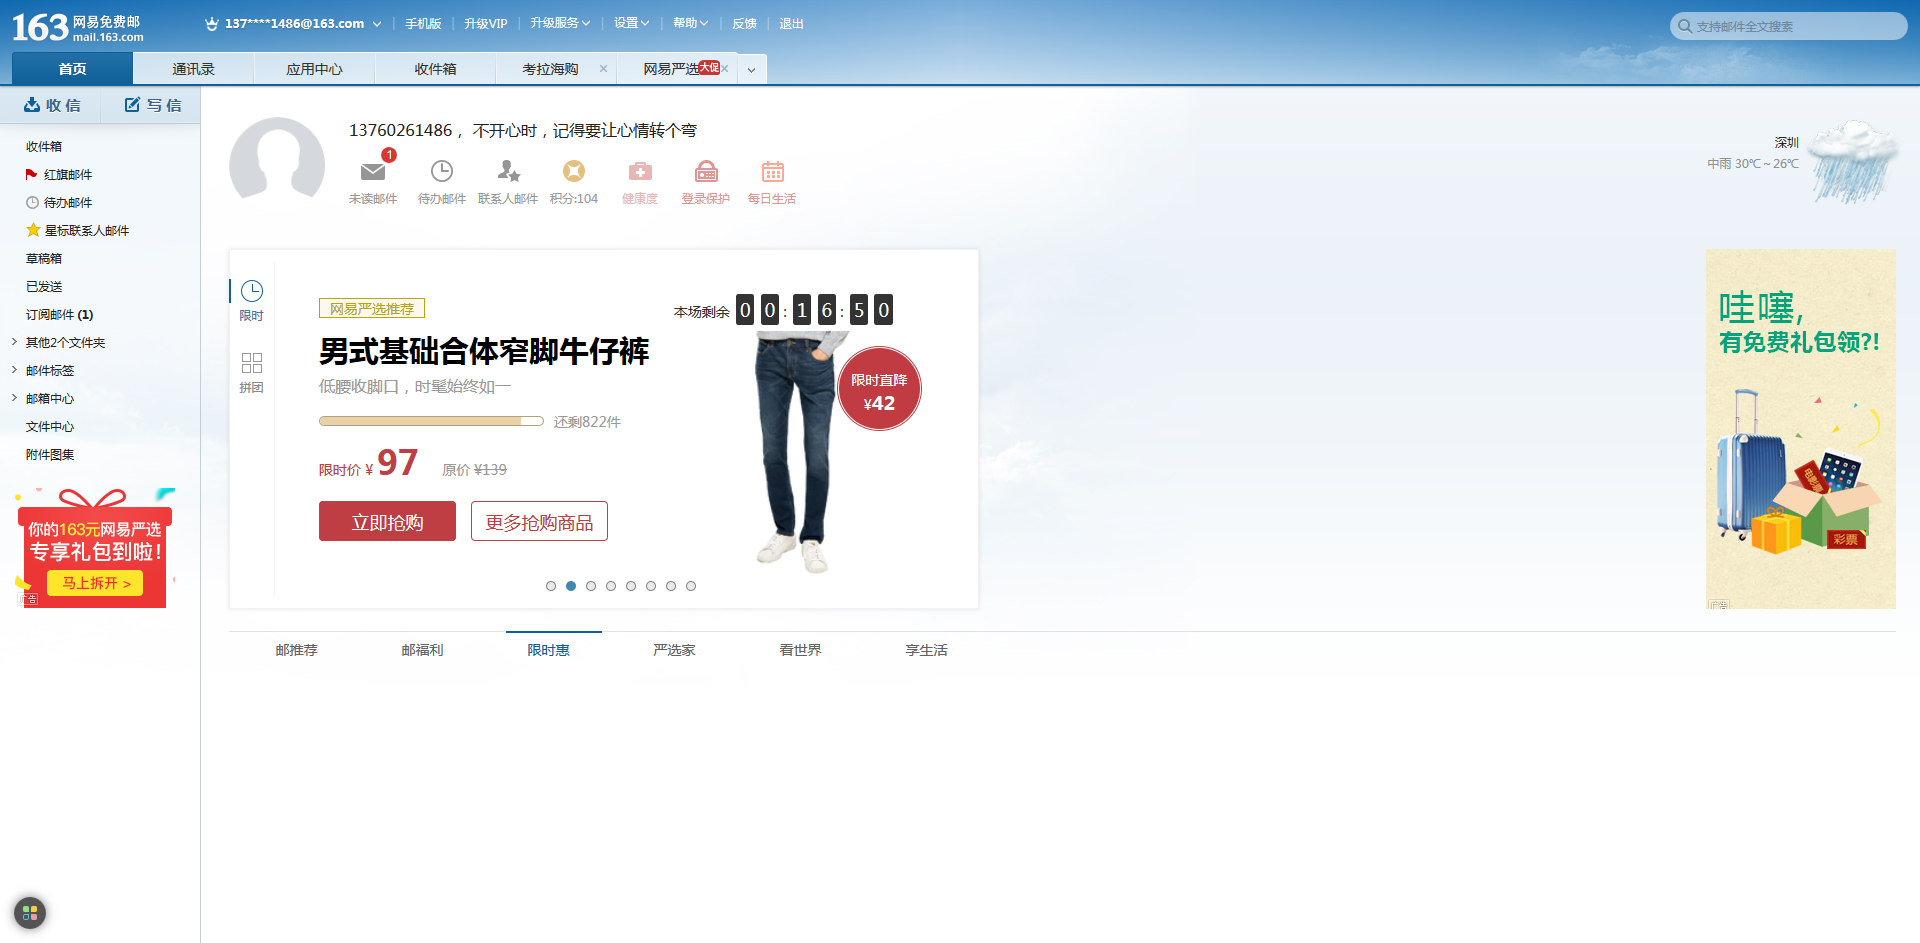 163 网易免费邮
mail.163.com
137****1486@163.com
手机版
升级VIP
升级服务
设置
帮助
反馈
退出
支持邮件全文搜索
首页
通讯录
应用中心
收件箱
考拉海购
网易严选
大促
收 信
写 信
收件箱
红旗邮件
待办邮件
星标联系人邮件
草稿箱
已发送
订阅邮件 (1)
其他2个文件夹
邮件标签
邮箱中心
文件中心
附件图集
你的163元网易严选
专享礼包到啦!
马上拆开 >
广告
13760261486， 不开心时，记得要让心情转个弯
1
未读邮件
待办邮件
联系人邮件
积分:104
健康度
登录保护
每日生活
深圳
中雨 30℃～26℃
限时
拼团
网易严选推荐
本场剩余 00:16:50
男式基础合体窄脚牛仔裤
低腰收脚口，时髦始终如一
还剩822件
限时价 ¥ 97
原价 ¥139
立即抢购
更多抢购商品
限时直降
¥42
哇噻,
有免费礼包领?!
电影票
彩票
广告
邮推荐
邮福利
限时惠
严选家
看世界
享生活